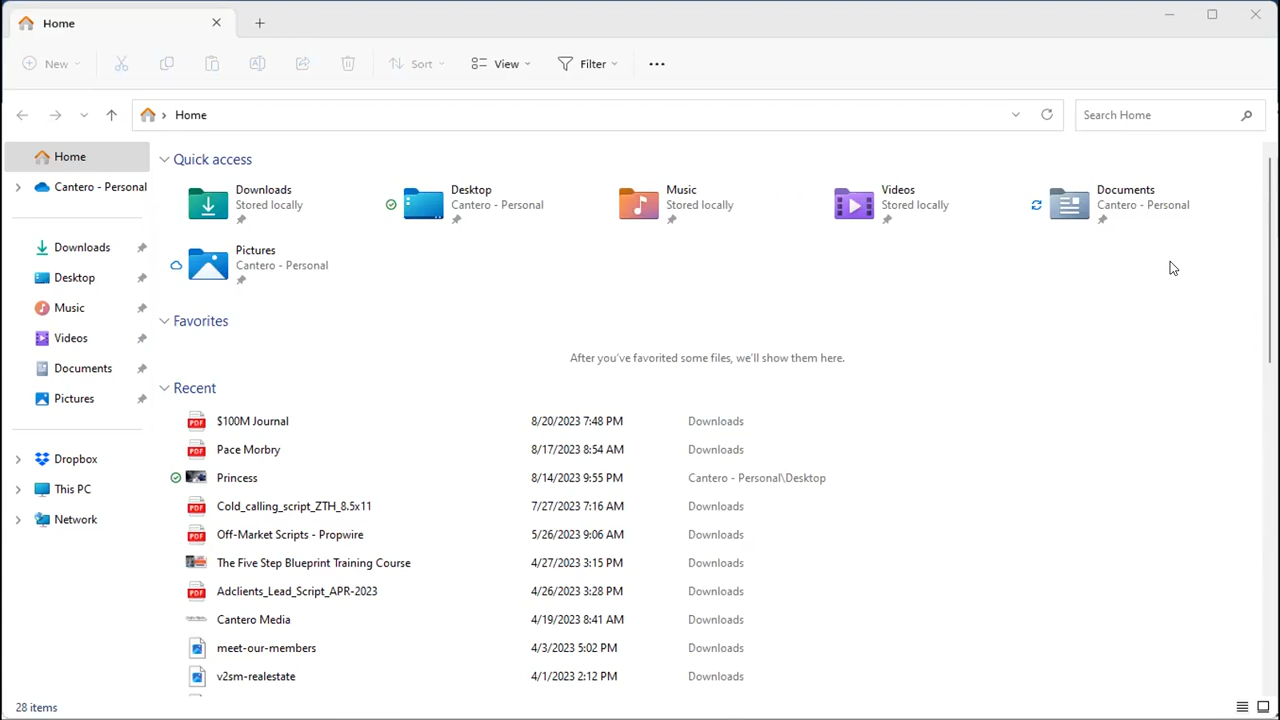 Home
New
Sort
View
Filter
Home
Search Home
Home
Cantero - Personal
Downloads
Desktop
Music
Videos
Documents
Pictures
Dropbox
This PC
Network
Quick access
Downloads
Stored locally
Desktop
Cantero - Personal
Music
Stored locally
Videos
Stored locally
Documents
Cantero - Personal
Pictures
Cantero - Personal
Favorites
After you've favorited some files, we'll show them here.
Recent
PDF $100M Journal 8/20/2023 7:48 PM Downloads
PDF Pace Morbry 8/17/2023 8:54 AM Downloads
Princess 8/14/2023 9:55 PM Cantero - Personal\Desktop
PDF Cold_calling_script_ZTH_8.5x11 7/27/2023 7:16 AM Downloads
PDF Off-Market Scripts - Propwire 5/26/2023 9:06 AM Downloads
The Five Step Blueprint Training Course 4/27/2023 3:15 PM Downloads
PDF Adclients_Lead_Script_APR-2023 4/26/2023 3:28 PM Downloads
Cantero Media 4/19/2023 8:41 AM Downloads
meet-our-members 4/3/2023 5:02 PM Downloads
v2sm-realestate 4/1/2023 2:12 PM Downloads
28 items